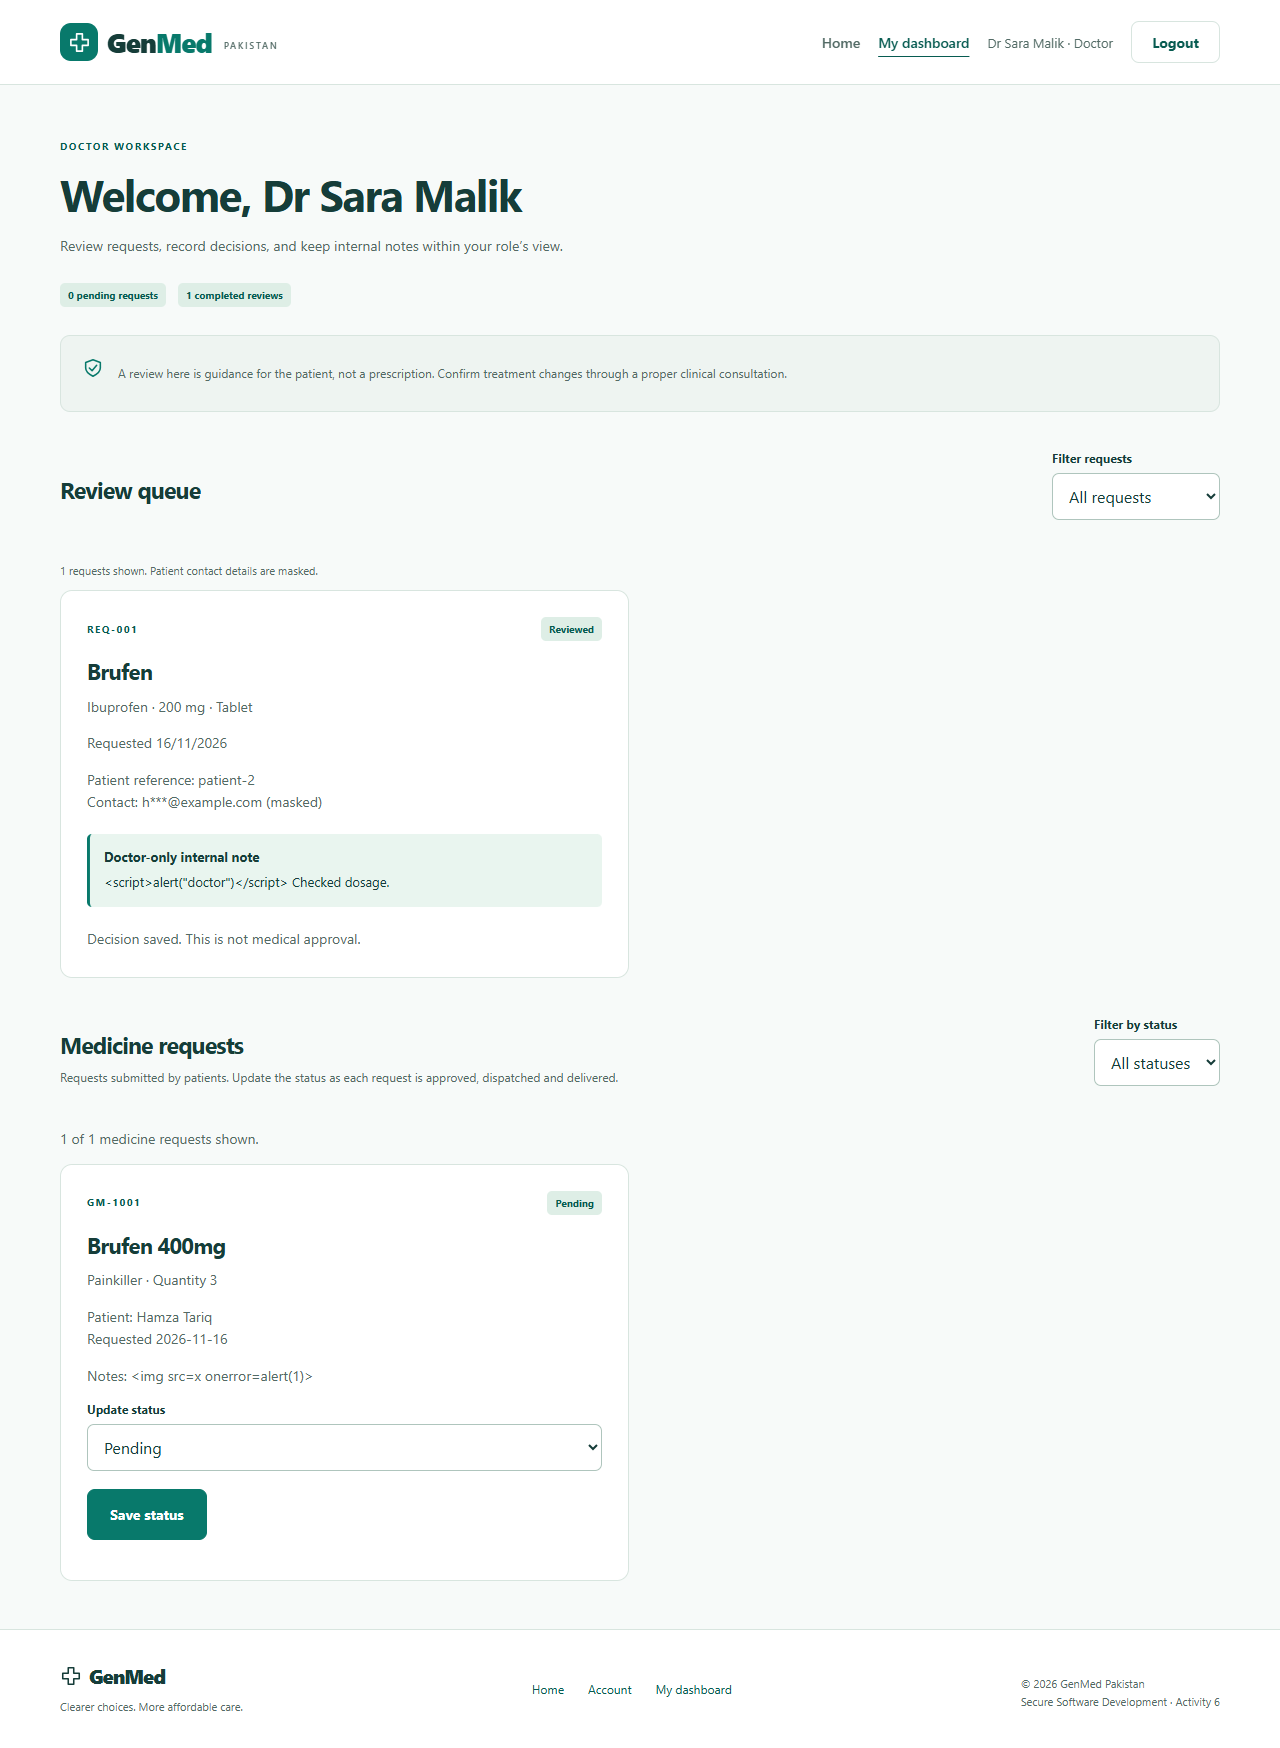 GenMed PAKISTAN
Home My dashboard Dr Sara Malik · Doctor Logout
DOCTOR WORKSPACE
Welcome, Dr Sara Malik
Review requests, record decisions, and keep internal notes within your role’s view.
0 pending requests 1 completed reviews
A review here is guidance for the patient, not a prescription. Confirm treatment changes through a proper clinical consultation.
Review queue
Filter requests
All requests
1 requests shown. Patient contact details are masked.
REQ-001 Reviewed
Brufen
Ibuprofen · 200 mg · Tablet
Requested 16/11/2026
Patient reference: patient-2
Contact: h***@example.com (masked)
Doctor-only internal note
<script>alert("doctor")</script> Checked dosage.
Decision saved. This is not medical approval.
Medicine requests
Requests submitted by patients. Update the status as each request is approved, dispatched and delivered.
Filter by status
All statuses
1 of 1 medicine requests shown.
GM-1001 Pending
Brufen 400mg
Painkiller · Quantity 3
Patient: Hamza Tariq
Requested 2026-11-16
Notes: <img src=x onerror=alert(1)>
Update status
Pending
Save status
GenMed
Clearer choices. More affordable care.
Home Account My dashboard
© 2026 GenMed Pakistan
Secure Software Development · Activity 6